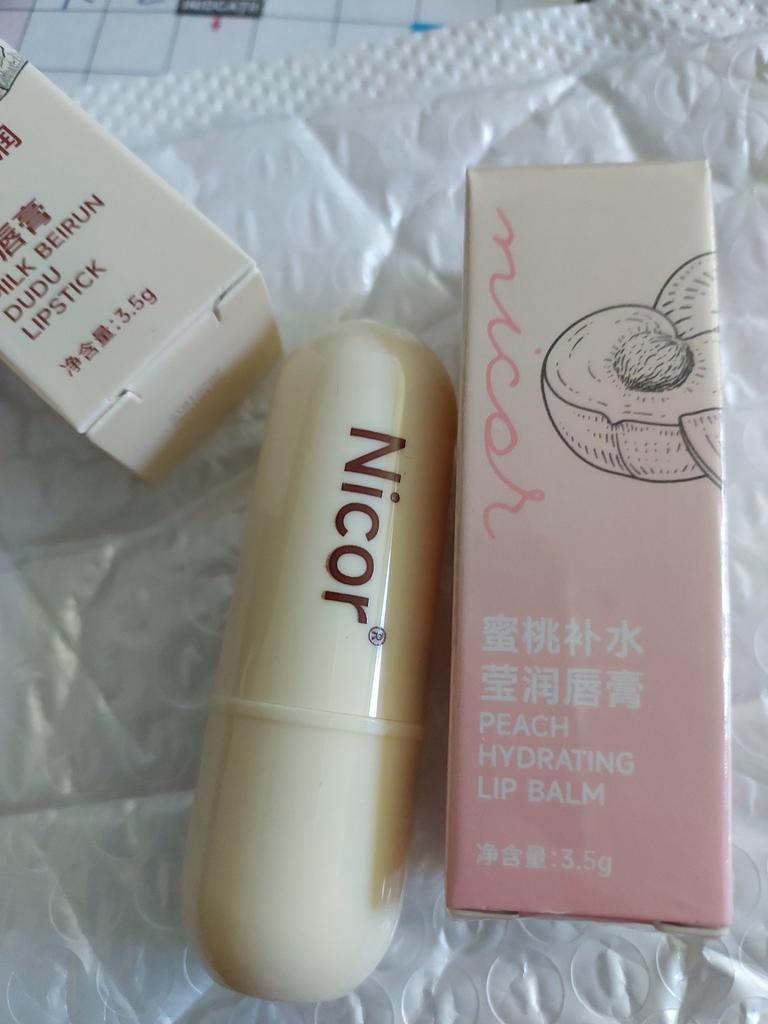 润
唇膏
MILK BEIRUN
DUDU
LIPSTICK
净含量:3.5g
Nicor®
nicor
蜜桃补水
莹润唇膏
PEACH
HYDRATING
LIP BALM
净含量:3.5g